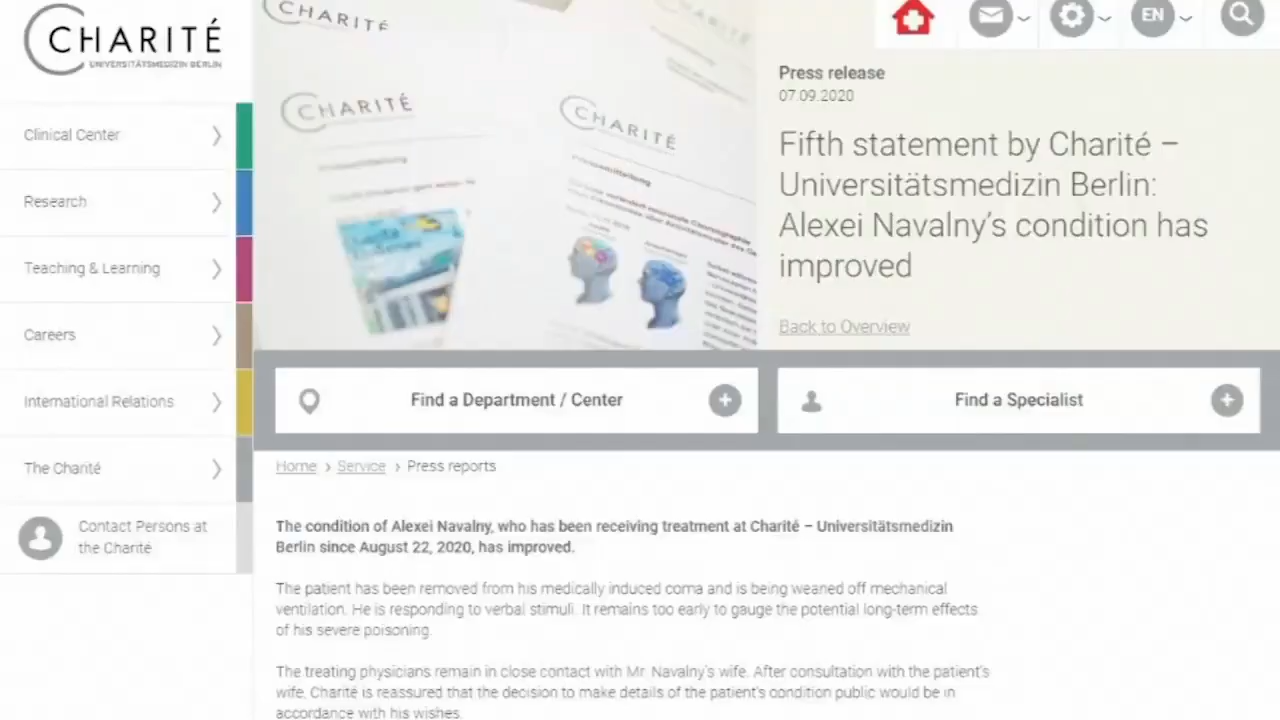 CHARITÉ
UNIVERSITÄTSMEDIZIN BERLIN
Clinical Center
Research
Teaching & Learning
Careers
International Relations
The Charité
Contact Persons at
the Charité
CHARITÉ
CHARITÉ
CHARITÉ
EN
Press release
07.09.2020
Fifth statement by Charité –
Universitätsmedizin Berlin:
Alexei Navalny's condition has
improved
Back to Overview
Find a Department / Center
Find a Specialist
Home › Service › Press reports
The condition of Alexei Navalny, who has been receiving treatment at Charité – Universitätsmedizin
Berlin since August 22, 2020, has improved.
The patient has been removed from his medically induced coma and is being weaned off mechanical
ventilation. He is responding to verbal stimuli. It remains too early to gauge the potential long-term effects
of his severe poisoning.
The treating physicians remain in close contact with Mr. Navalny's wife. After consultation with the patient's
wife, Charité is reassured that the decision to make details of the patient's condition public would be in
accordance with his wishes.